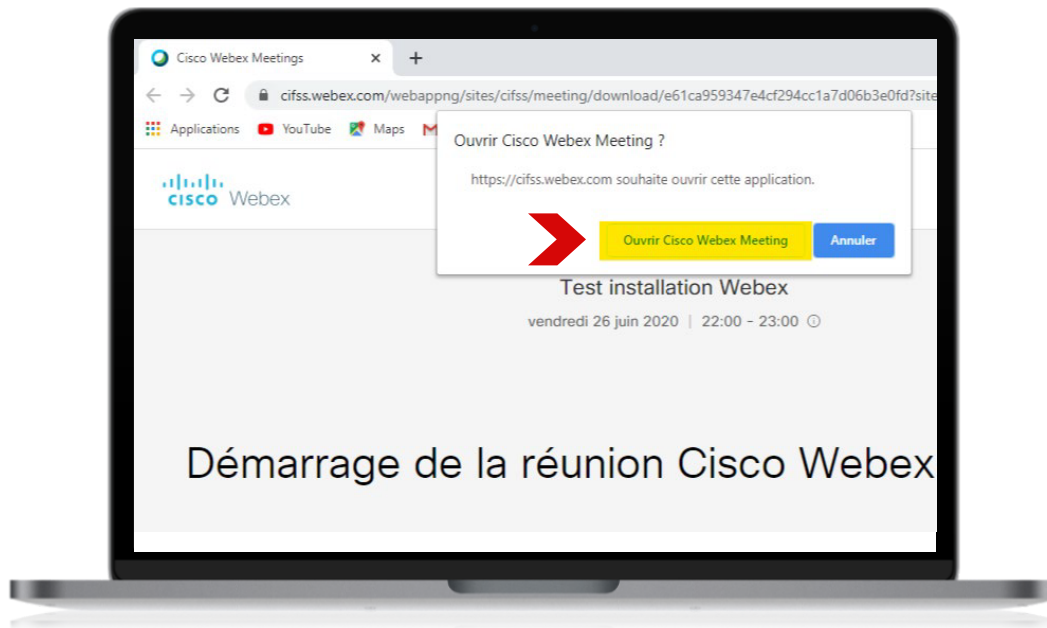 Cisco Webex Meetings
cifss.webex.com/webappng/sites/cifss/meeting/download/e61ca959347e4cf294cc1a7d06b3e0fd?site
Applications YouTube Maps
Ouvrir Cisco Webex Meeting ?
https://cifss.webex.com souhaite ouvrir cette application.
Ouvrir Cisco Webex Meeting Annuler
CISCO Webex
Test installation Webex
vendredi 26 juin 2020 | 22:00 - 23:00
Démarrage de la réunion Cisco Webex